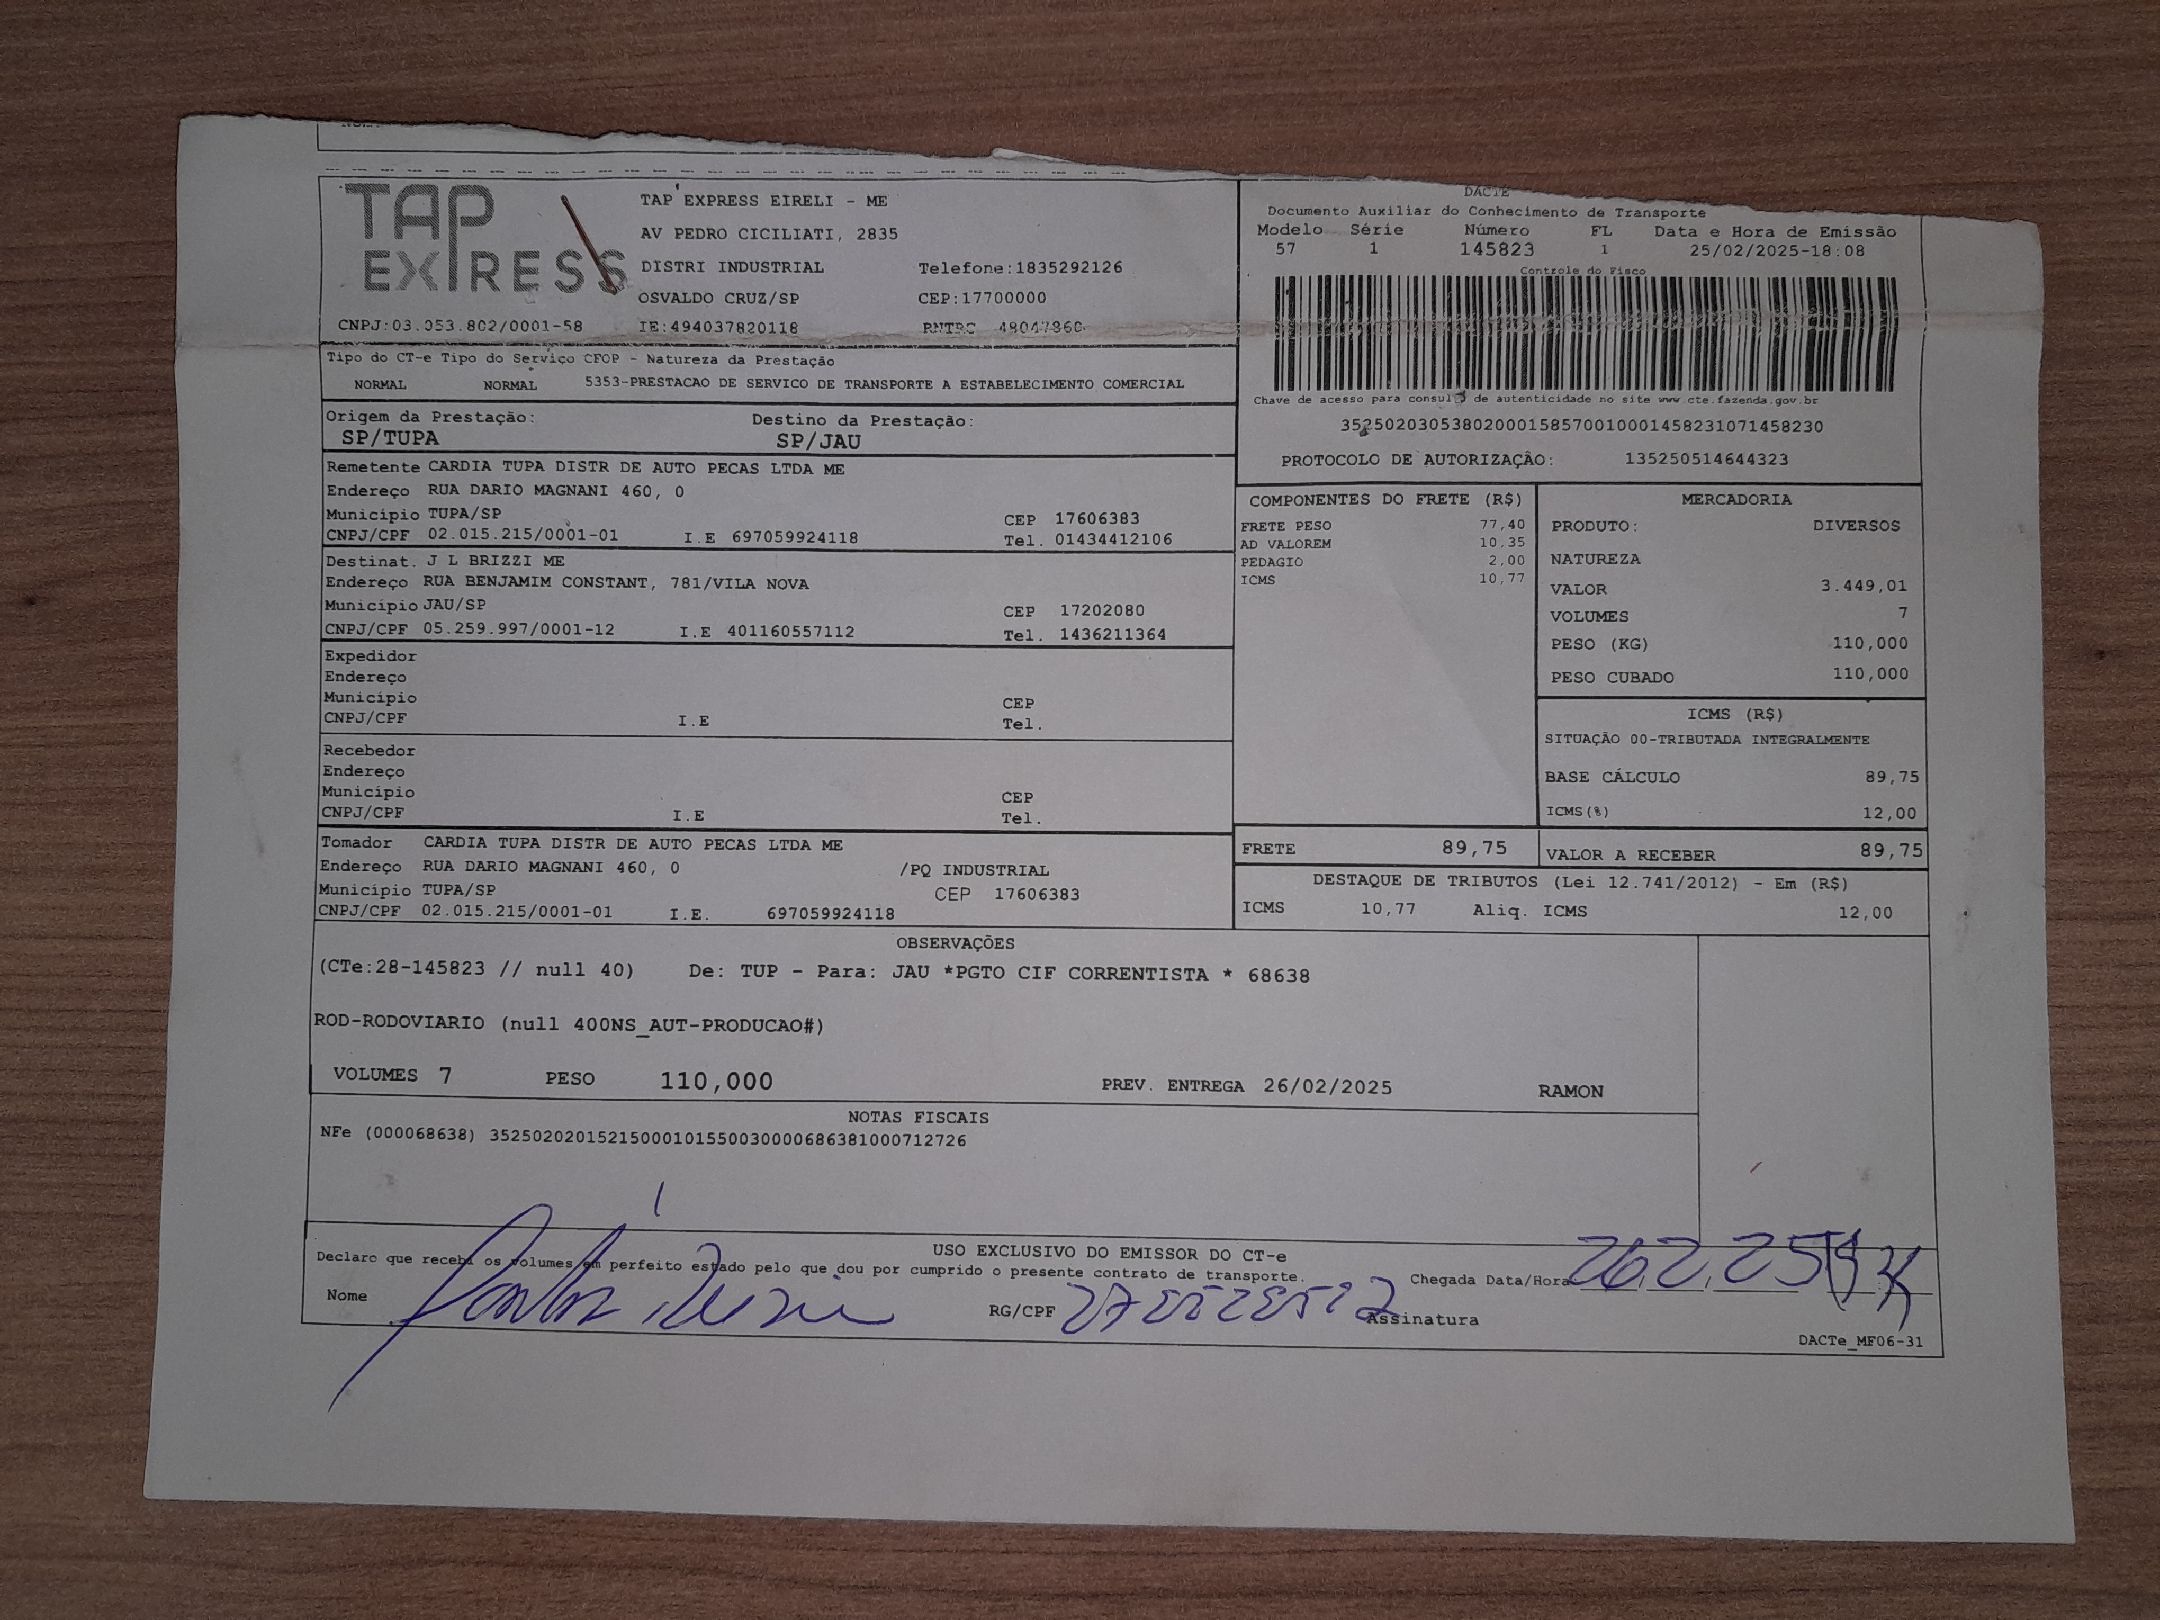 TAP EXPRESS
TAP EXPRESS EIRELI - ME
AV PEDRO CICILIATI, 2835
DISTRI INDUSTRIAL Telefone:1835292126
OSVALDO CRUZ/SP CEP:17700000
CNPJ:03.053.802/0001-58 IE:494037820118 RNTRC 48047860
DACTE
Documento Auxiliar do Conhecimento de Transporte
Modelo Série Número FL Data e Hora de Emissão
57 1 145823 1 25/02/2025-18:08
Controle do Fisco
Chave de acesso para consulta de autenticidade no site www.cte.fazenda.gov.br
35250203053802000158570010001458231071458230
PROTOCOLO DE AUTORIZAÇÃO: 135250514644323
Tipo do CT-e Tipo do Serviço CFOP - Natureza da Prestação
NORMAL NORMAL 5353-PRESTACAO DE SERVICO DE TRANSPORTE A ESTABELECIMENTO COMERCIAL
Origem da Prestação: Destino da Prestação:
SP/TUPA SP/JAU
Remetente CARDIA TUPA DISTR DE AUTO PECAS LTDA ME
Endereço RUA DARIO MAGNANI 460, 0
Município TUPA/SP CEP 17606383
CNPJ/CPF 02.015.215/0001-01 I.E 697059924118 Tel. 01434412106
Destinat. J L BRIZZI ME
Endereço RUA BENJAMIM CONSTANT, 781/VILA NOVA
Município JAU/SP CEP 17202080
CNPJ/CPF 05.259.997/0001-12 I.E 401160557112 Tel. 1436211364
Expedidor
Endereço
Município CEP
CNPJ/CPF I.E Tel.
Recebedor
Endereço
Município CEP
CNPJ/CPF I.E Tel.
Tomador CARDIA TUPA DISTR DE AUTO PECAS LTDA ME
Endereço RUA DARIO MAGNANI 460, 0 /PQ INDUSTRIAL
Município TUPA/SP CEP 17606383
CNPJ/CPF 02.015.215/0001-01 I.E. 697059924118
COMPONENTES DO FRETE (R$)
FRETE PESO 77,40
AD VALOREM 10,35
PEDAGIO 2,00
ICMS 10,77
MERCADORIA
PRODUTO: DIVERSOS
NATUREZA
VALOR 3.449,01
VOLUMES 7
PESO (KG) 110,000
PESO CUBADO 110,000
ICMS (R$)
SITUAÇÃO 00-TRIBUTADA INTEGRALMENTE
BASE CÁLCULO 89,75
ICMS(%) 12,00
FRETE 89,75 VALOR A RECEBER 89,75
DESTAQUE DE TRIBUTOS (Lei 12.741/2012) - Em (R$)
ICMS 10,77 Aliq. ICMS 12,00
OBSERVAÇÕES
(CTe:28-145823 // null 40) De: TUP - Para: JAU *PGTO CIF CORRENTISTA * 68638
ROD-RODOVIARIO (null 400NS_AUT-PRODUCAO#)
VOLUMES 7 PESO 110,000 PREV. ENTREGA 26/02/2025 RAMON
NOTAS FISCAIS
NFe (000068638) 35250202015215000101550030000686381000712726
USO EXCLUSIVO DO EMISSOR DO CT-e
Declaro que recebi os volumes em perfeito estado pelo que dou por cumprido o presente contrato de transporte.
Chegada Data/Hora 26.2.25
Nome RG/CPF Assinatura
DACTe_MF06-31